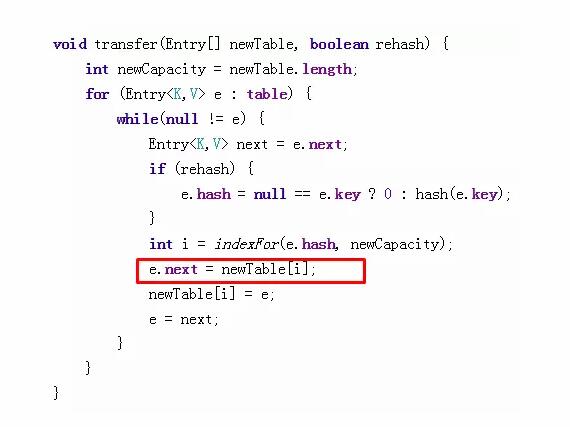 void transfer(Entry[] newTable, boolean rehash) {
    int newCapacity = newTable.length;
    for (Entry<K,V> e : table) {
        while(null != e) {
            Entry<K,V> next = e.next;
            if (rehash) {
                e.hash = null == e.key ? 0 : hash(e.key);
            }
            int i = indexFor(e.hash, newCapacity);
            e.next = newTable[i];
            newTable[i] = e;
            e = next;
        }
    }
}